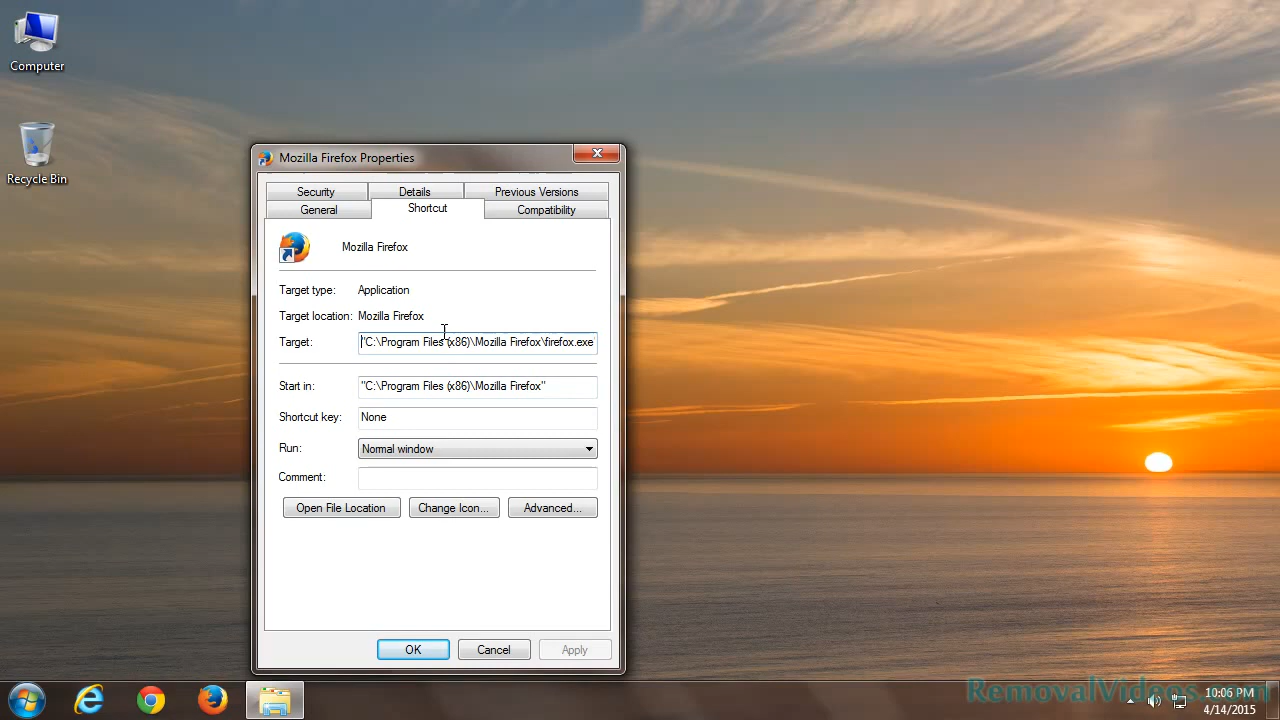 Computer
Recycle Bin
Mozilla Firefox Properties
Security Details Previous Versions
General Shortcut Compatibility
Mozilla Firefox
Target type: Application
Target location: Mozilla Firefox
Target: "C:\Program Files (x86)\Mozilla Firefox\firefox.exe
Start in: "C:\Program Files (x86)\Mozilla Firefox"
Shortcut key: None
Run: Normal window
Comment:
Open File Location Change Icon... Advanced...
OK Cancel Apply
RemovalVideos.com
10:06 PM
4/14/2015